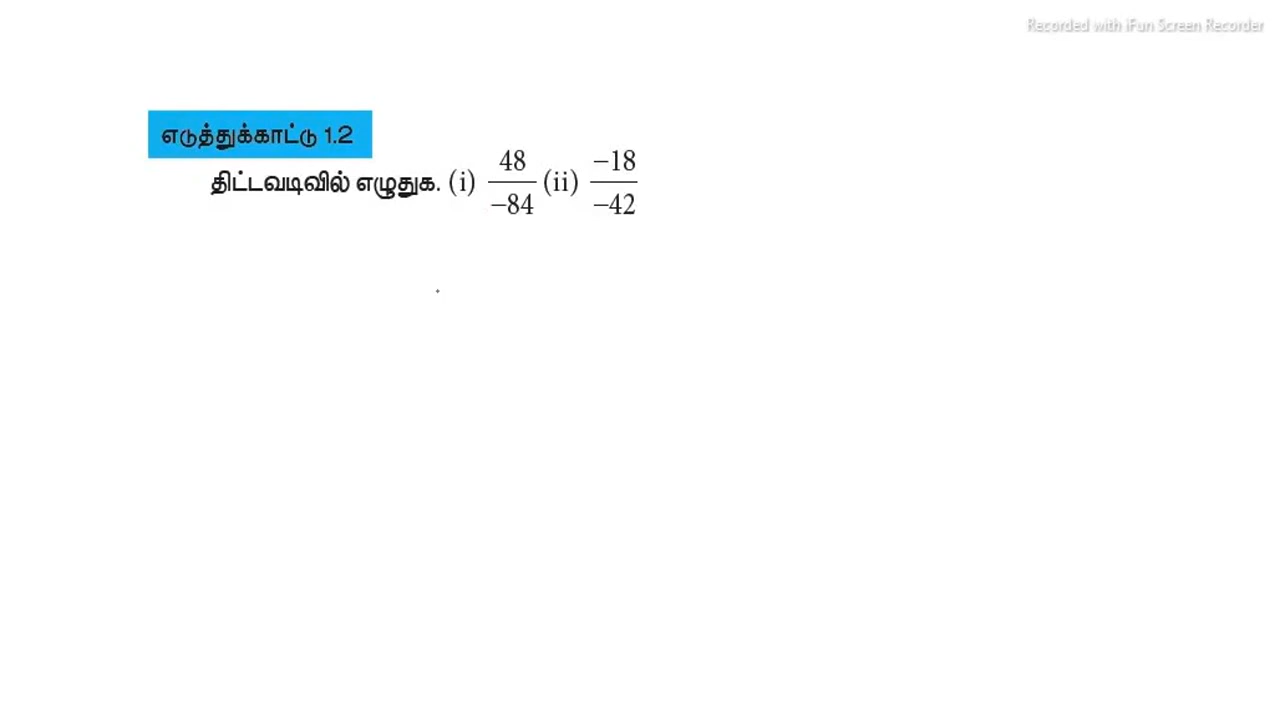 Recorded with iFun Screen Recorder
எடுத்துக்காட்டு 1.2
திட்டவடிவில் எழுதுக. (i) 48/−84 (ii) −18/−42